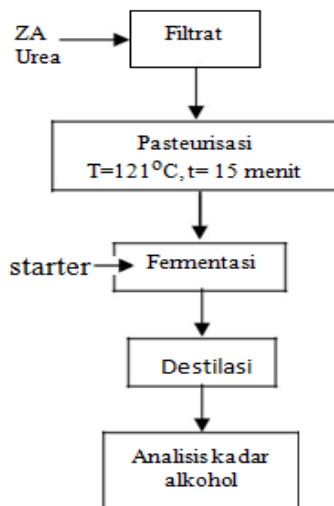 ZA
Urea
Filtrat
Pasteurisasi
T=121°C, t= 15 menit
starter
Fermentasi
Destilasi
Analisis kadar
alkohol